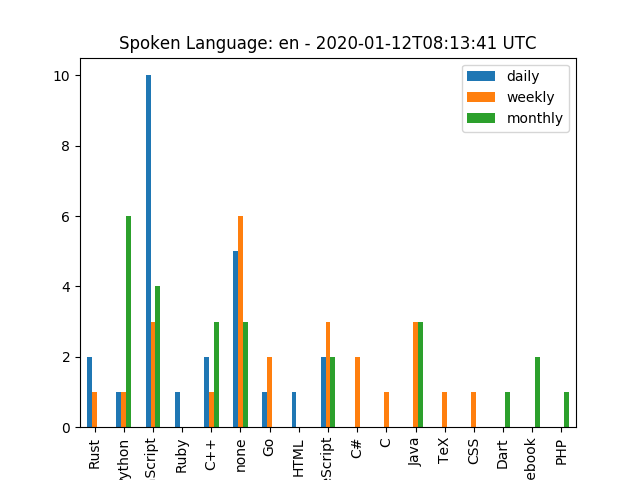 Spoken Language: en - 2020-01-12T08:13:41 UTC
daily
weekly
monthly
10
8
6
4
2
0
Rust
ython
Script
Ruby
C++
none
Go
HTML
eScript
C#
C
Java
TeX
CSS
Dart
ebook
PHP